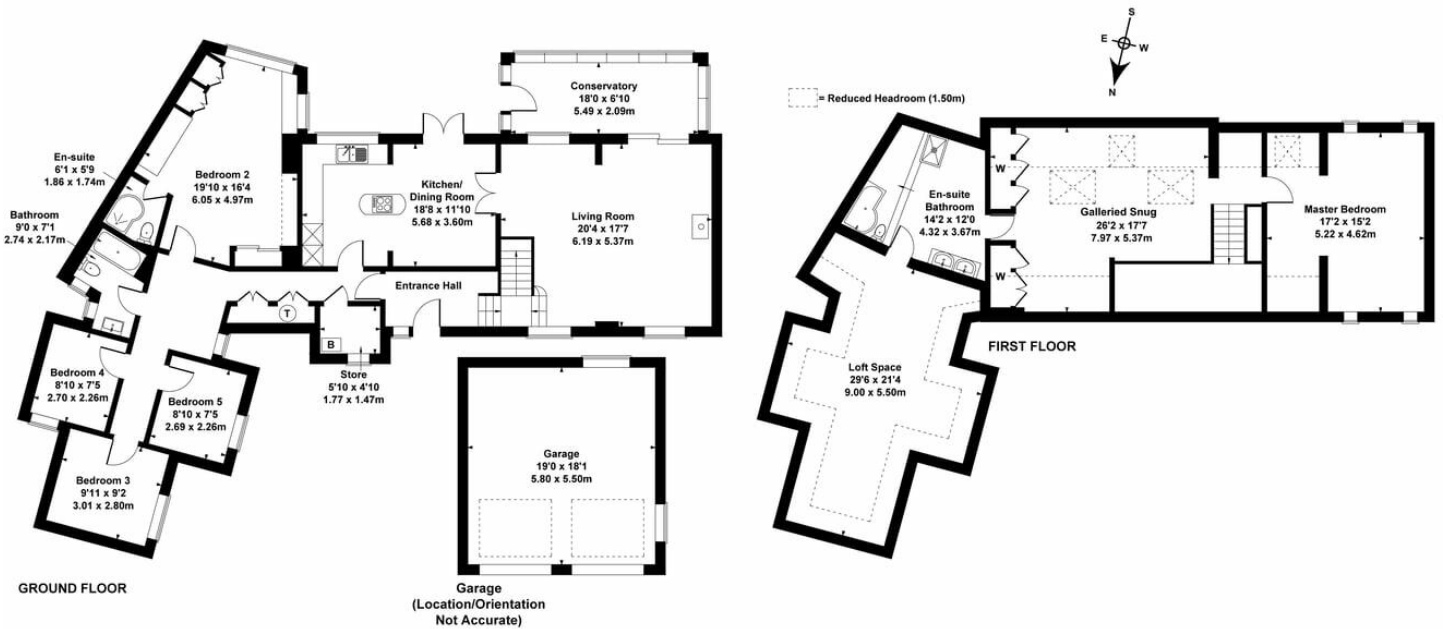 Conservatory
18'0 x 6'10
5.49 x 2.09m
En-suite
6'1 x 5'9
1.86 x 1.74m
Bedroom 2
19'10 x 16'4
6.05 x 4.97m
Kitchen/
Dining Room
18'8 x 11'10
5.68 x 3.60m
Living Room
20'4 x 17'7
6.19 x 5.37m
Bathroom
9'0 x 7'1
2.74 x 2.17m
Entrance Hall
T
B
Store
5'10 x 4'10
1.77 x 1.47m
Bedroom 4
8'10 x 7'5
2.70 x 2.26m
Bedroom 5
8'10 x 7'5
2.69 x 2.26m
Bedroom 3
9'11 x 9'2
3.01 x 2.80m
GROUND FLOOR
Garage
19'0 x 18'1
5.80 x 5.50m
Garage
(Location/Orientation
Not Accurate)
S
E
W
N
= Reduced Headroom (1.50m)
W
En-suite
Bathroom
14'2 x 12'0
4.32 x 3.67m
Galleried Snug
26'2 x 17'7
7.97 x 5.37m
Master Bedroom
17'2 x 15'2
5.22 x 4.62m
W
FIRST FLOOR
Loft Space
29'6 x 21'4
9.00 x 5.50m